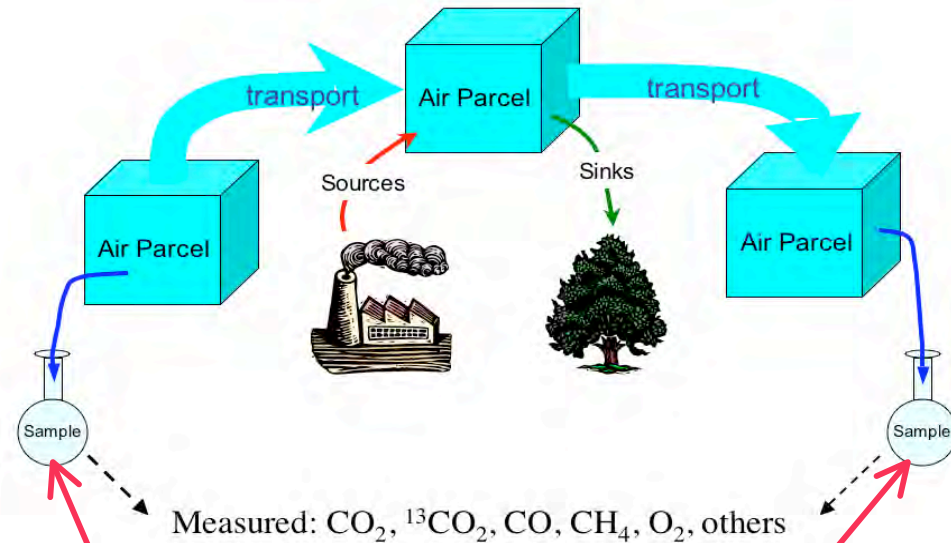 transport
Air Parcel
transport
Sources
Sinks
Air Parcel
Air Parcel
Sample
Sample
Measured: CO₂, ¹³CO₂, CO, CH₄, O₂, others